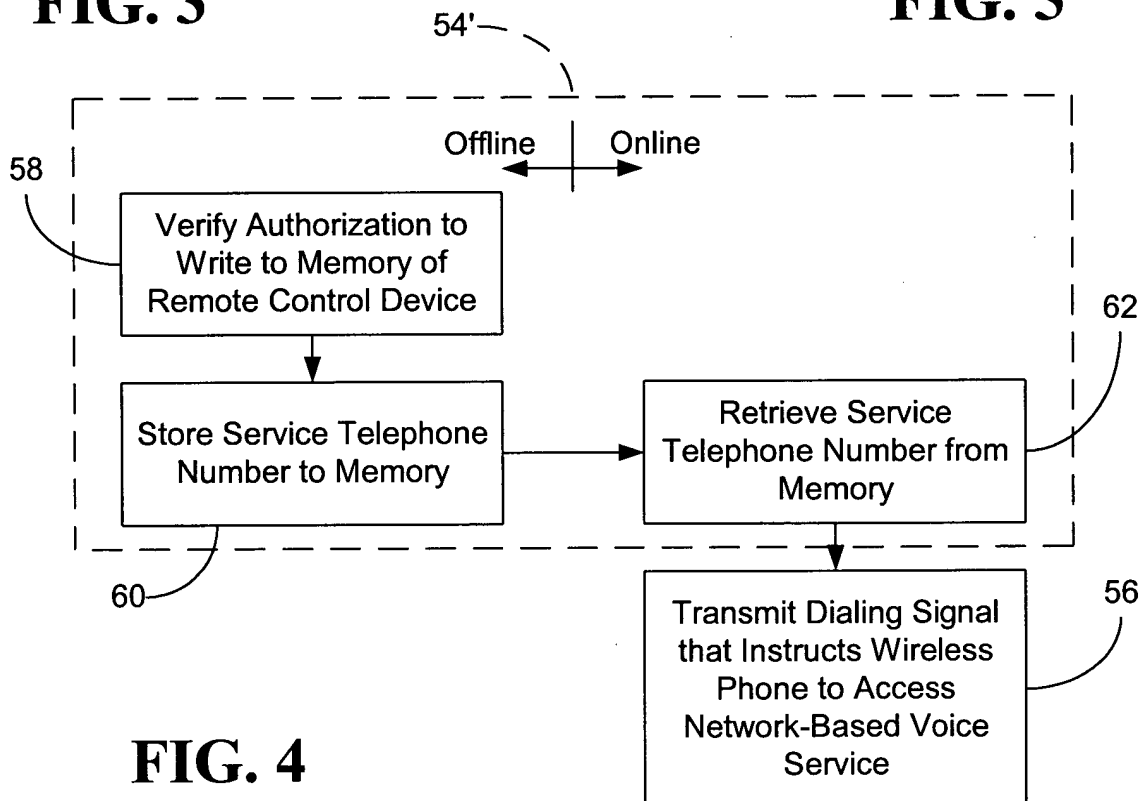 FIG. 3
FIG. 5
54'
Offline
Online
58
Verify Authorization to
Write to Memory of
Remote Control Device
62
Store Service Telephone
Number to Memory
Retrieve Service
Telephone Number from
Memory
60
56
Transmit Dialing Signal
that Instructs Wireless
Phone to Access
Network-Based Voice
Service
FIG. 4